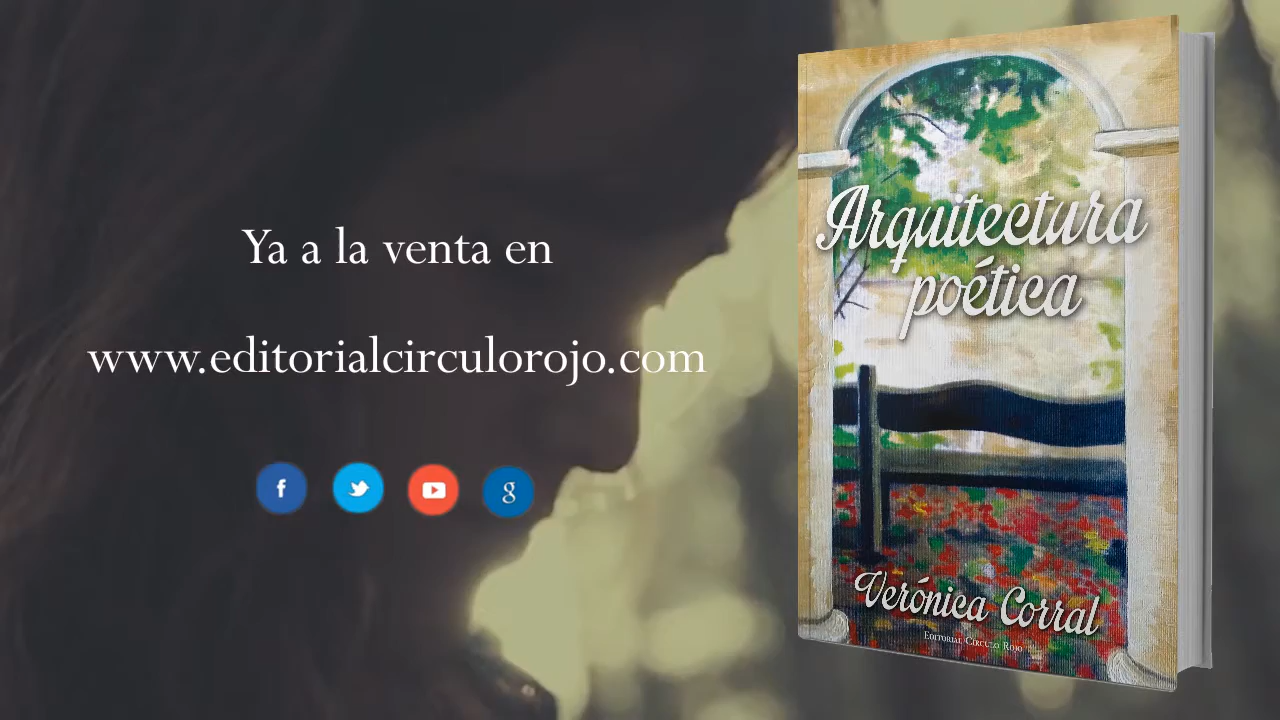 Ya a la venta en
www.editorialcirculorojo.com
f
g
Arquitectura
poética
Verónica Corral
Editorial Círculo Rojo